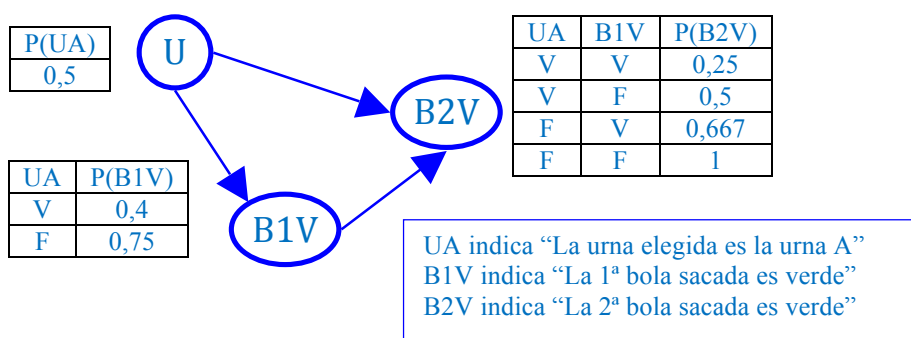 P(UA)
0,5
U
B2V
UA B1V P(B2V)
V V 0,25
V F 0,5
F V 0,667
F F 1
UA P(B1V)
V 0,4
F 0,75
B1V
UA indica “La urna elegida es la urna A”
B1V indica “La 1ª bola sacada es verde”
B2V indica “La 2ª bola sacada es verde”